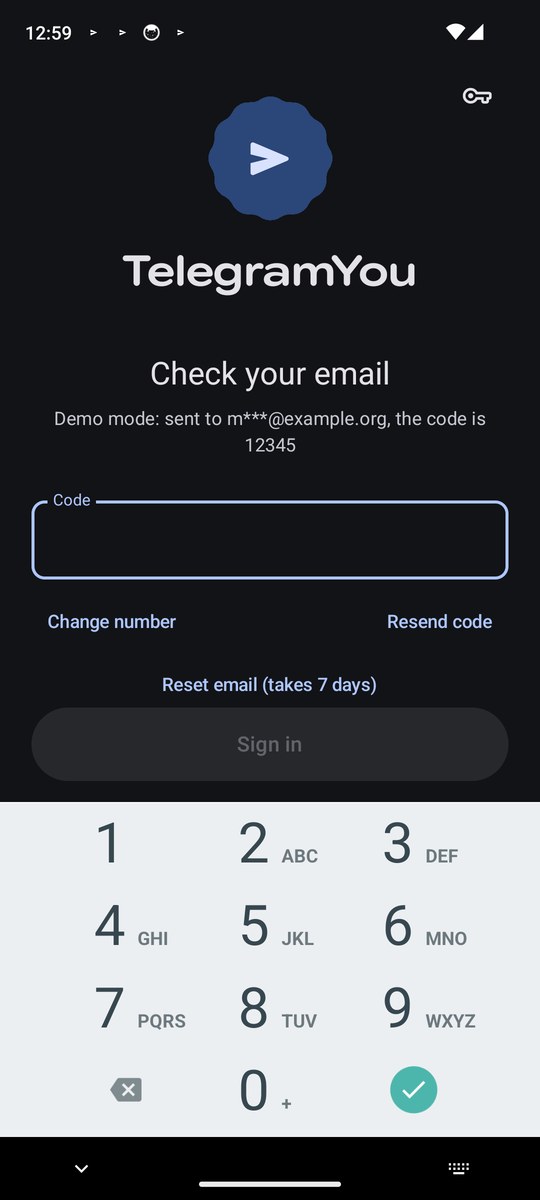 12:59
TelegramYou
Check your email
Demo mode: sent to m***@example.org, the code is
12345
Code
Change number
Resend code
Reset email (takes 7 days)
Sign in
1
2 ABC
3 DEF
4 GHI
5 JKL
6 MNO
7 PQRS
8 TUV
9 WXYZ
0 +